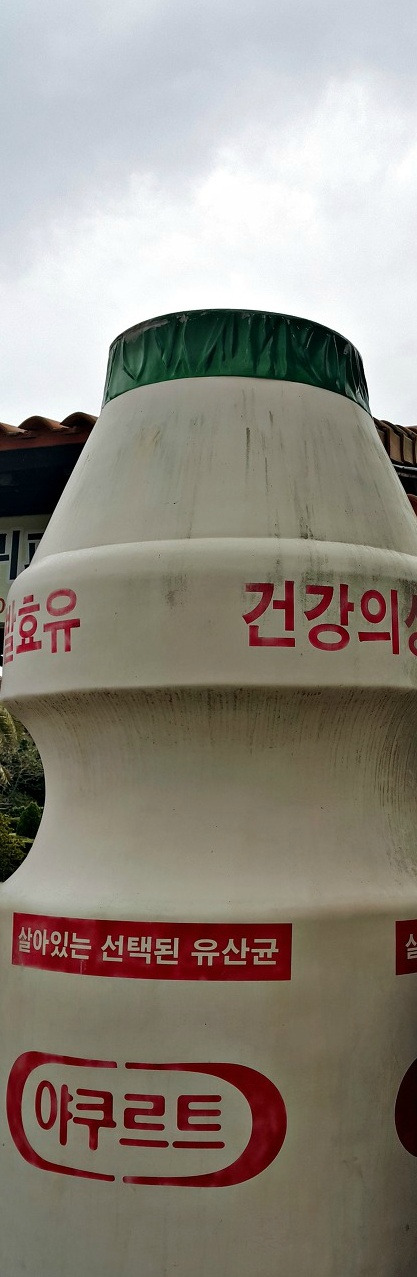 발효유
건강의
살아있는 선택된 유산균
야쿠르트